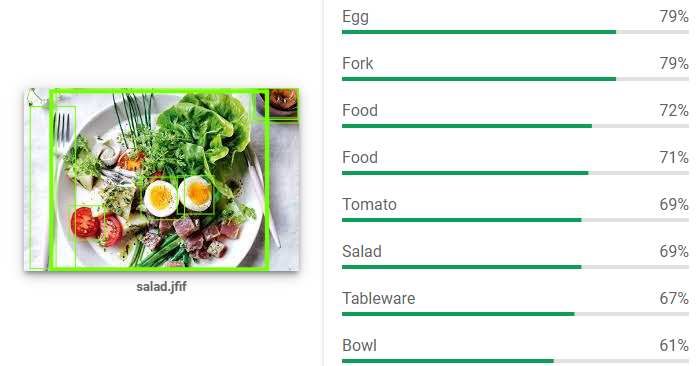 Egg 79%
Fork 79%
Food 72%
Food 71%
Tomato 69%
Salad 69%
Tableware 67%
Bowl 61%
salad.jfif